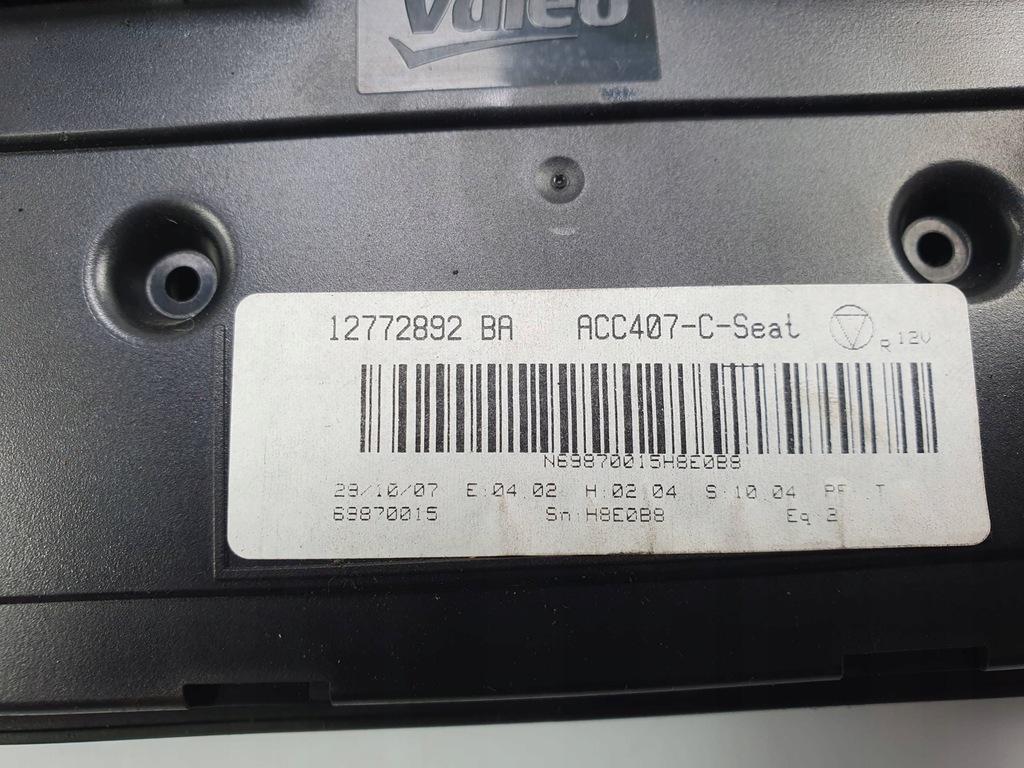 Valeo
12772892 BA ACC407-C-Seat R 12V
N69870015H8E0B8
29/10/07 E:04.02 H:02.04 S:10.04
69870015 Sn:H8E0B8 Eq 2